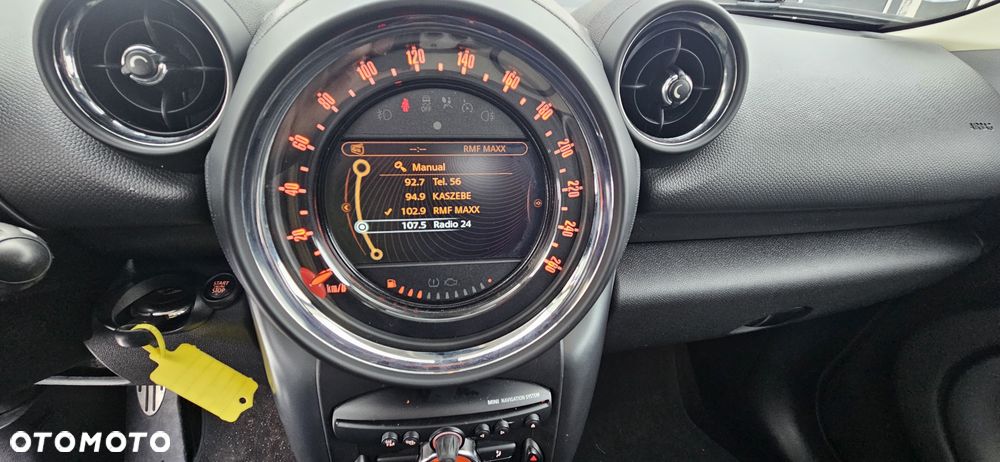 20
40
60
80
100
120
140
160
180
200
220
240
260
km/h
--:-- RMF MAXX
Manual
92.7 Tel. 56
94.9 KASZEBE
102.9 RMF MAXX
107.5 Radio 24
START
STOP
MINI NAVIGATION SYSTEM
OTOMOTO